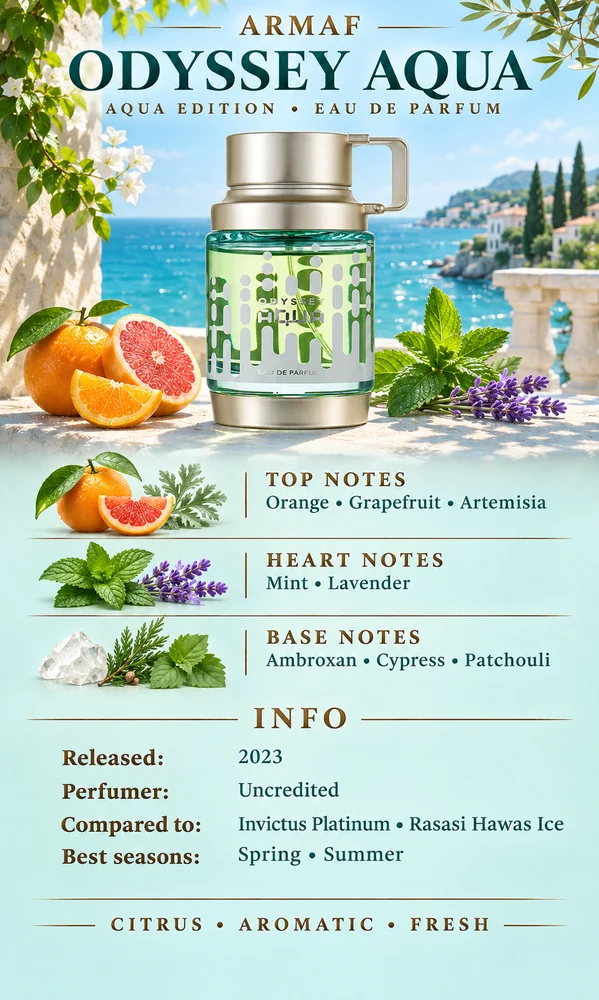 ARMAF
ODYSSEY AQUA
AQUA EDITION • EAU DE PARFUM
ODYSSEY
AQUA
EAU DE PARFUM
TOP NOTES
Orange • Grapefruit • Artemisia
HEART NOTES
Mint • Lavender
BASE NOTES
Ambroxan • Cypress • Patchouli
INFO
Released: 2023
Perfumer: Uncredited
Compared to: Invictus Platinum • Rasasi Hawas Ice
Best seasons: Spring • Summer
CITRUS • AROMATIC • FRESH